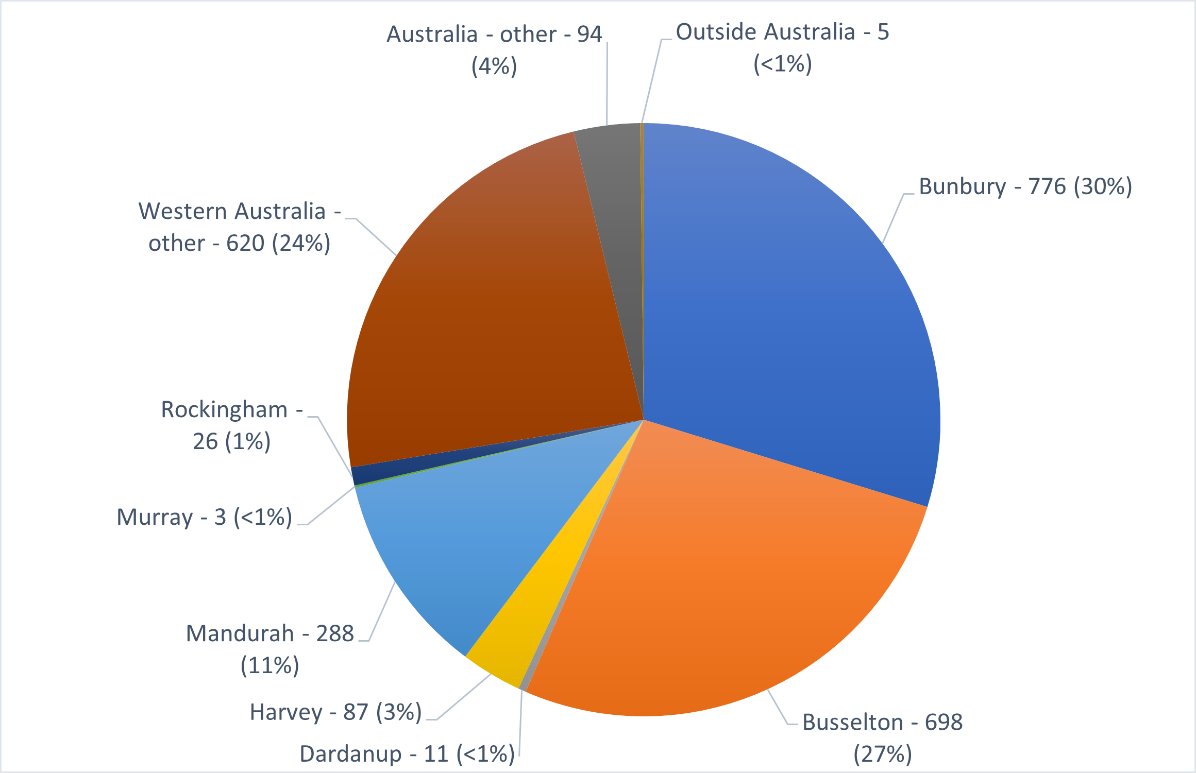 Australia - other - 94
(4%)
Outside Australia - 5
(<1%)
Bunbury - 776 (30%)
Western Australia -
other - 620 (24%)
Rockingham -
26 (1%)
Murray - 3 (<1%)
Mandurah - 288
(11%)
Harvey - 87 (3%)
Dardanup - 11 (<1%)
Busselton - 698
(27%)